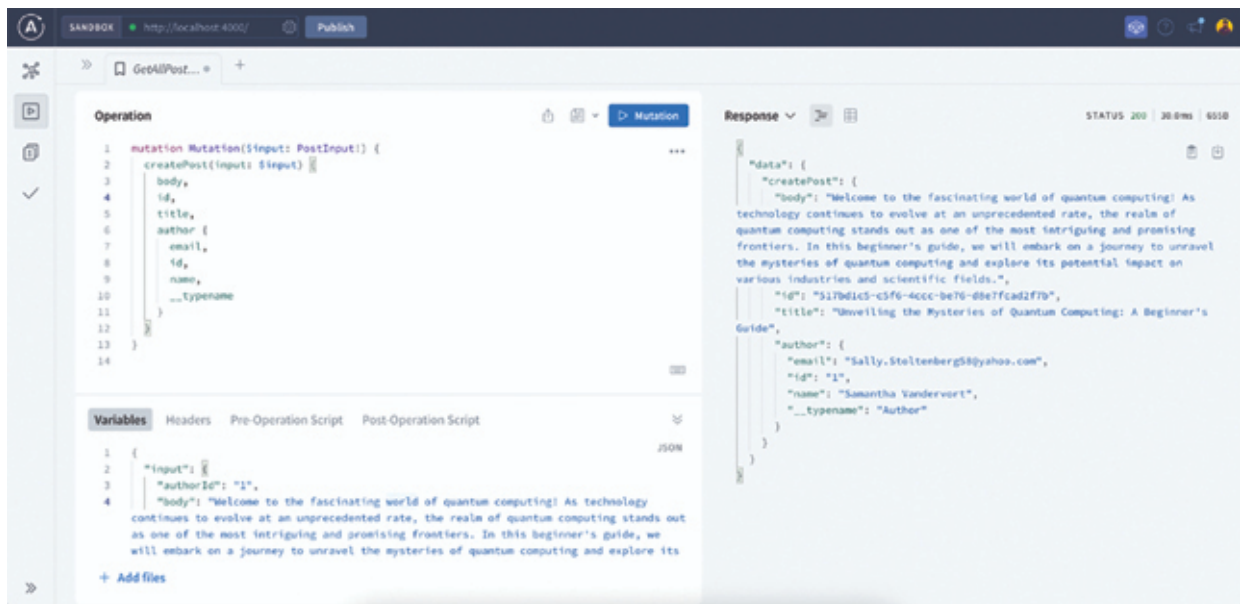 SANDBOX http://localhost:4000/ Publish
GetAllPost...
Operation
Mutation
1 mutation Mutation($input: PostInput!) {
2 createPost(input: $input) {
3 body,
4 id,
5 title,
6 author {
7 email,
8 id,
9 name,
10 __typename
11 }
12 }
13 }
14
Variables Headers Pre-Operation Script Post-Operation Script
JSON
1 {
2 "input": {
3 "authorId": "1",
4 "body": "Welcome to the fascinating world of quantum computing! As technology
continues to evolve at an unprecedented rate, the realm of quantum computing stands out
as one of the most intriguing and promising frontiers. In this beginner's guide, we
will embark on a journey to unravel the mysteries of quantum computing and explore its
+ Add files
Response STATUS 200 30.0ms 655B
{
"data": {
"createPost": {
"body": "Welcome to the fascinating world of quantum computing! As
technology continues to evolve at an unprecedented rate, the realm of
quantum computing stands out as one of the most intriguing and promising
frontiers. In this beginner's guide, we will embark on a journey to unravel
the mysteries of quantum computing and explore its potential impact on
various industries and scientific fields.",
"id": "517bd1c5-c5f6-4ccc-be76-d8e7fcad2f7b",
"title": "Unveiling the Mysteries of Quantum Computing: A Beginner's
Guide",
"author": {
"email": "Sally.Stoltenberg58@yahoo.com",
"id": "1",
"name": "Samantha Vandervort",
"__typename": "Author"
}
}
}
}